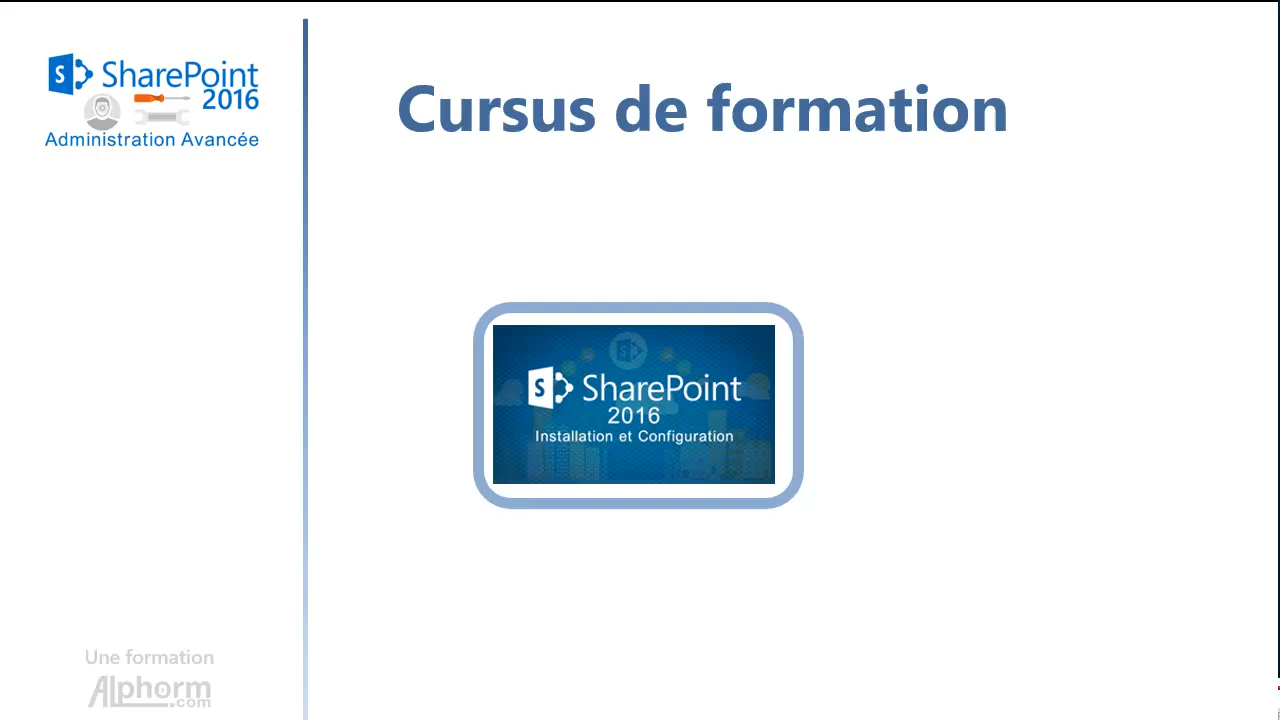 SharePoint
2016
Administration Avancée
Cursus de formation
SharePoint
2016
Installation et Configuration
Une formation
Alphorm
.com